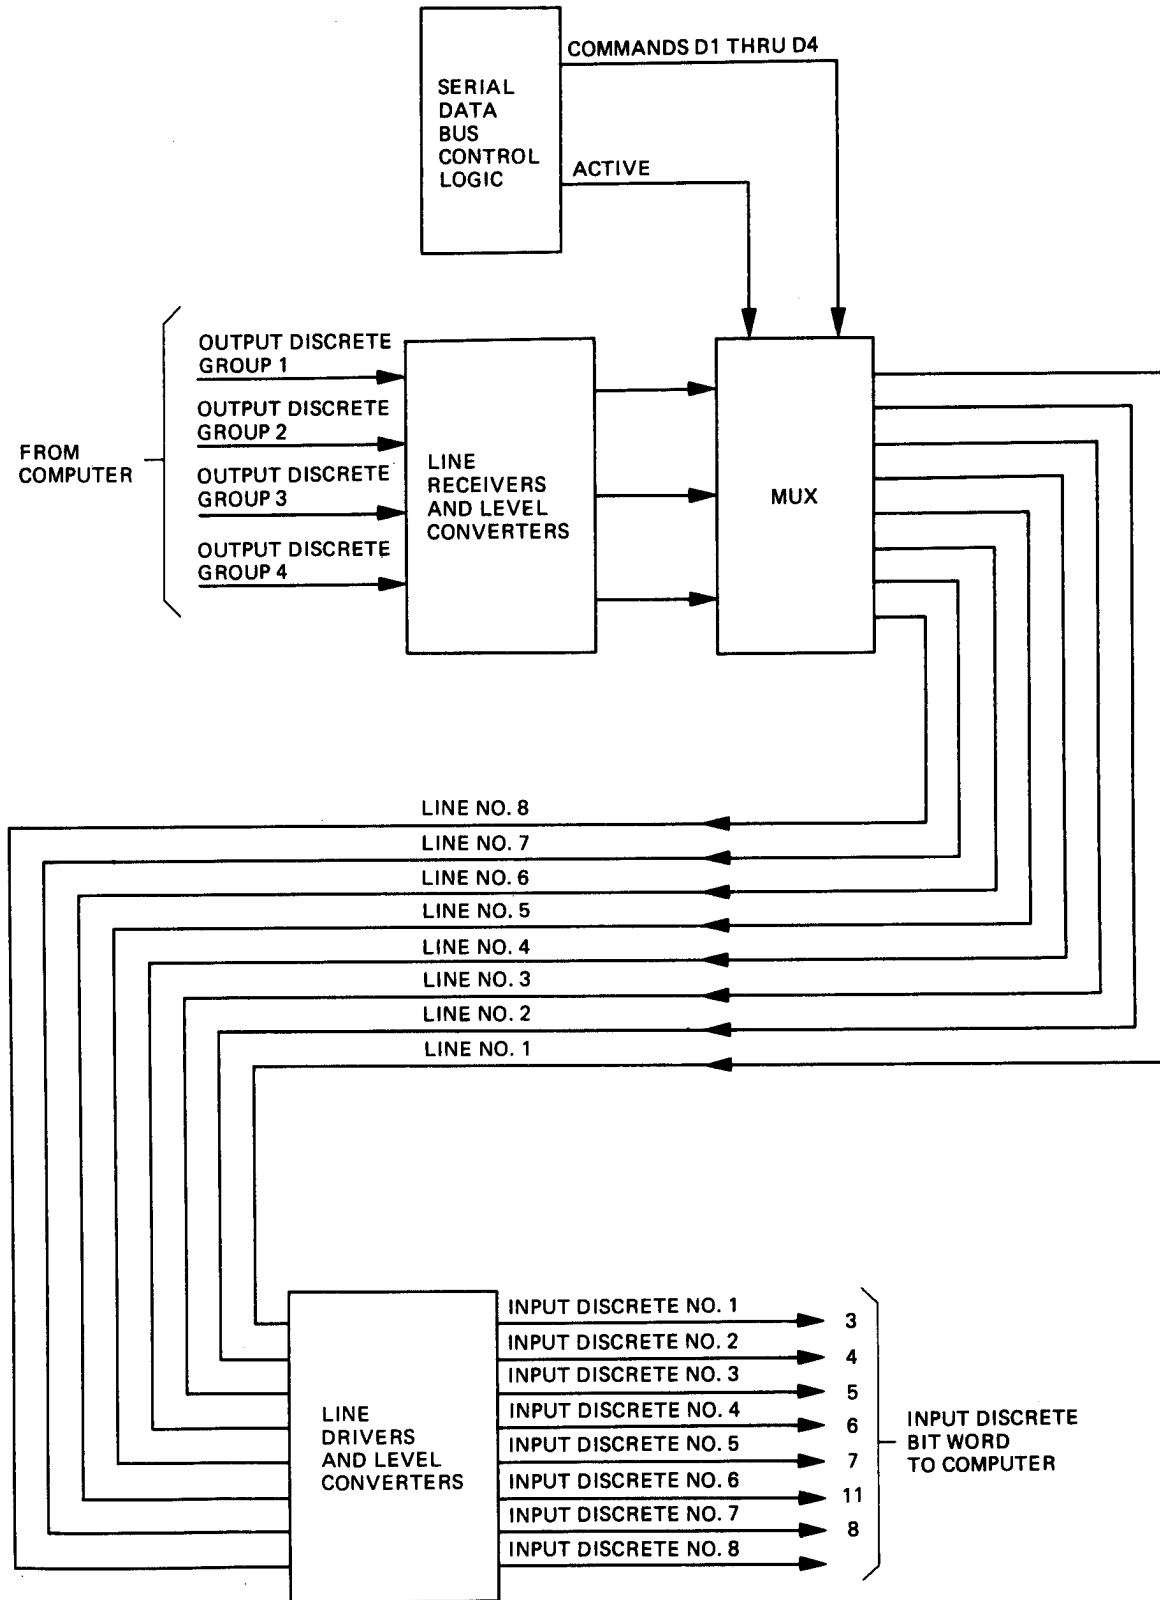 COMMANDS D1 THRU D4
SERIAL
DATA
BUS
CONTROL
LOGIC
ACTIVE
OUTPUT DISCRETE
GROUP 1
OUTPUT DISCRETE
GROUP 2
OUTPUT DISCRETE
GROUP 3
OUTPUT DISCRETE
GROUP 4
FROM
COMPUTER
LINE
RECEIVERS
AND LEVEL
CONVERTERS
MUX
LINE NO. 8
LINE NO. 7
LINE NO. 6
LINE NO. 5
LINE NO. 4
LINE NO. 3
LINE NO. 2
LINE NO. 1
LINE
DRIVERS
AND LEVEL
CONVERTERS
INPUT DISCRETE NO. 1 3
INPUT DISCRETE NO. 2 4
INPUT DISCRETE NO. 3 5
INPUT DISCRETE NO. 4 6
INPUT DISCRETE NO. 5 7
INPUT DISCRETE NO. 6 11
INPUT DISCRETE NO. 7 8
INPUT DISCRETE NO. 8
INPUT DISCRETE
BIT WORD
TO COMPUTER